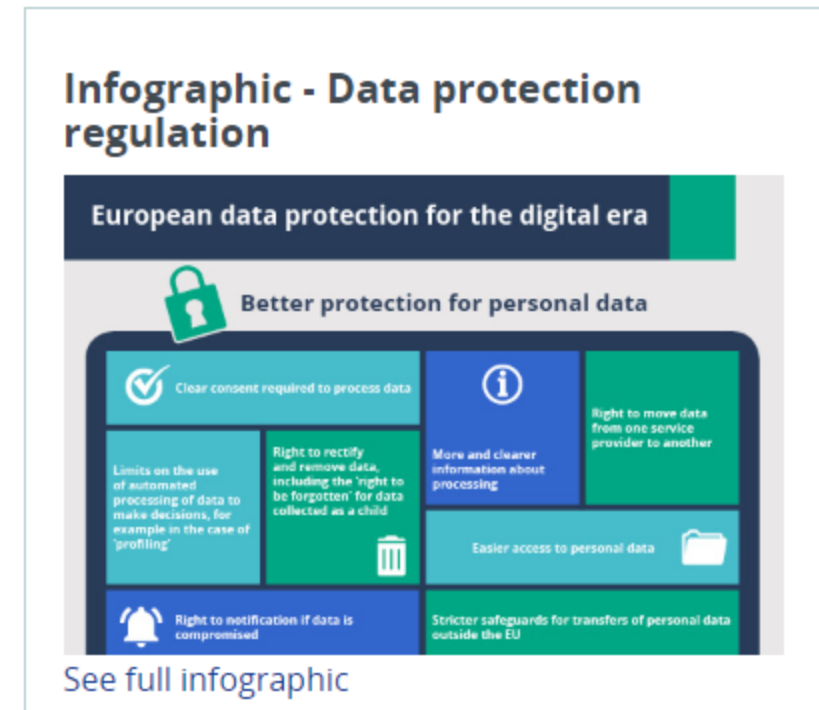 Infographic - Data protection
regulation
European data protection for the digital era
Better protection for personal data
Clear consent required to process data
Limits on the use
of automated
processing of data to
make decisions, for
example in the case of
'profiling'
Right to rectify
and remove data,
including the 'right to
be forgotten' for data
collected as a child
More and clearer
information about
processing
Right to move data
from one service
provider to another
Easier access to personal data
Right to notification if data is
compromised
Stricter safeguards for transfers of personal data
outside the EU
See full infographic